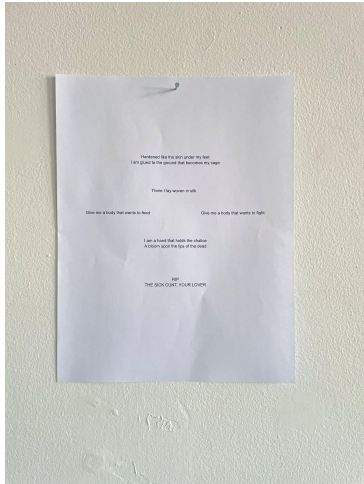 Hardened like the skin under my feet
I am glued to the ground that becomes my cage
There I lay woven in silk
Give me a body that wants to feed
Give me a body that wants to fight
I am a hand that holds the chalice
A bloom upon the lips of the dead
RIP
THE SICK CUNT, YOUR LOVER